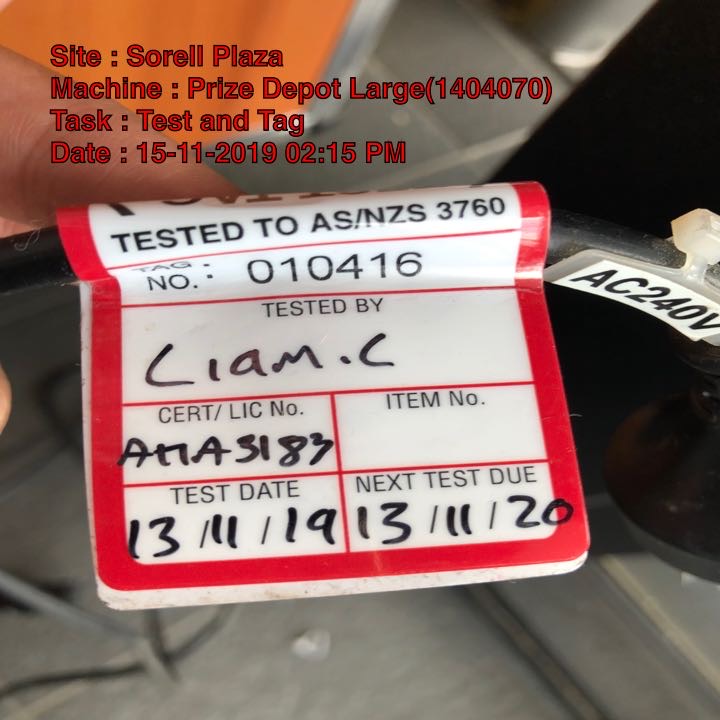 Site : Sorell Plaza
Machine : Prize Depot Large(1404070)
Task : Test and Tag
Date : 15-11-2019 02:15 PM
TESTED TO AS/NZS 3760
TAG NO. : 010416
AC240V
TESTED BY
Liam.C
CERT/ LIC No. ITEM No.
AMA3183
TEST DATE NEXT TEST DUE
13/11/19 13/11/20